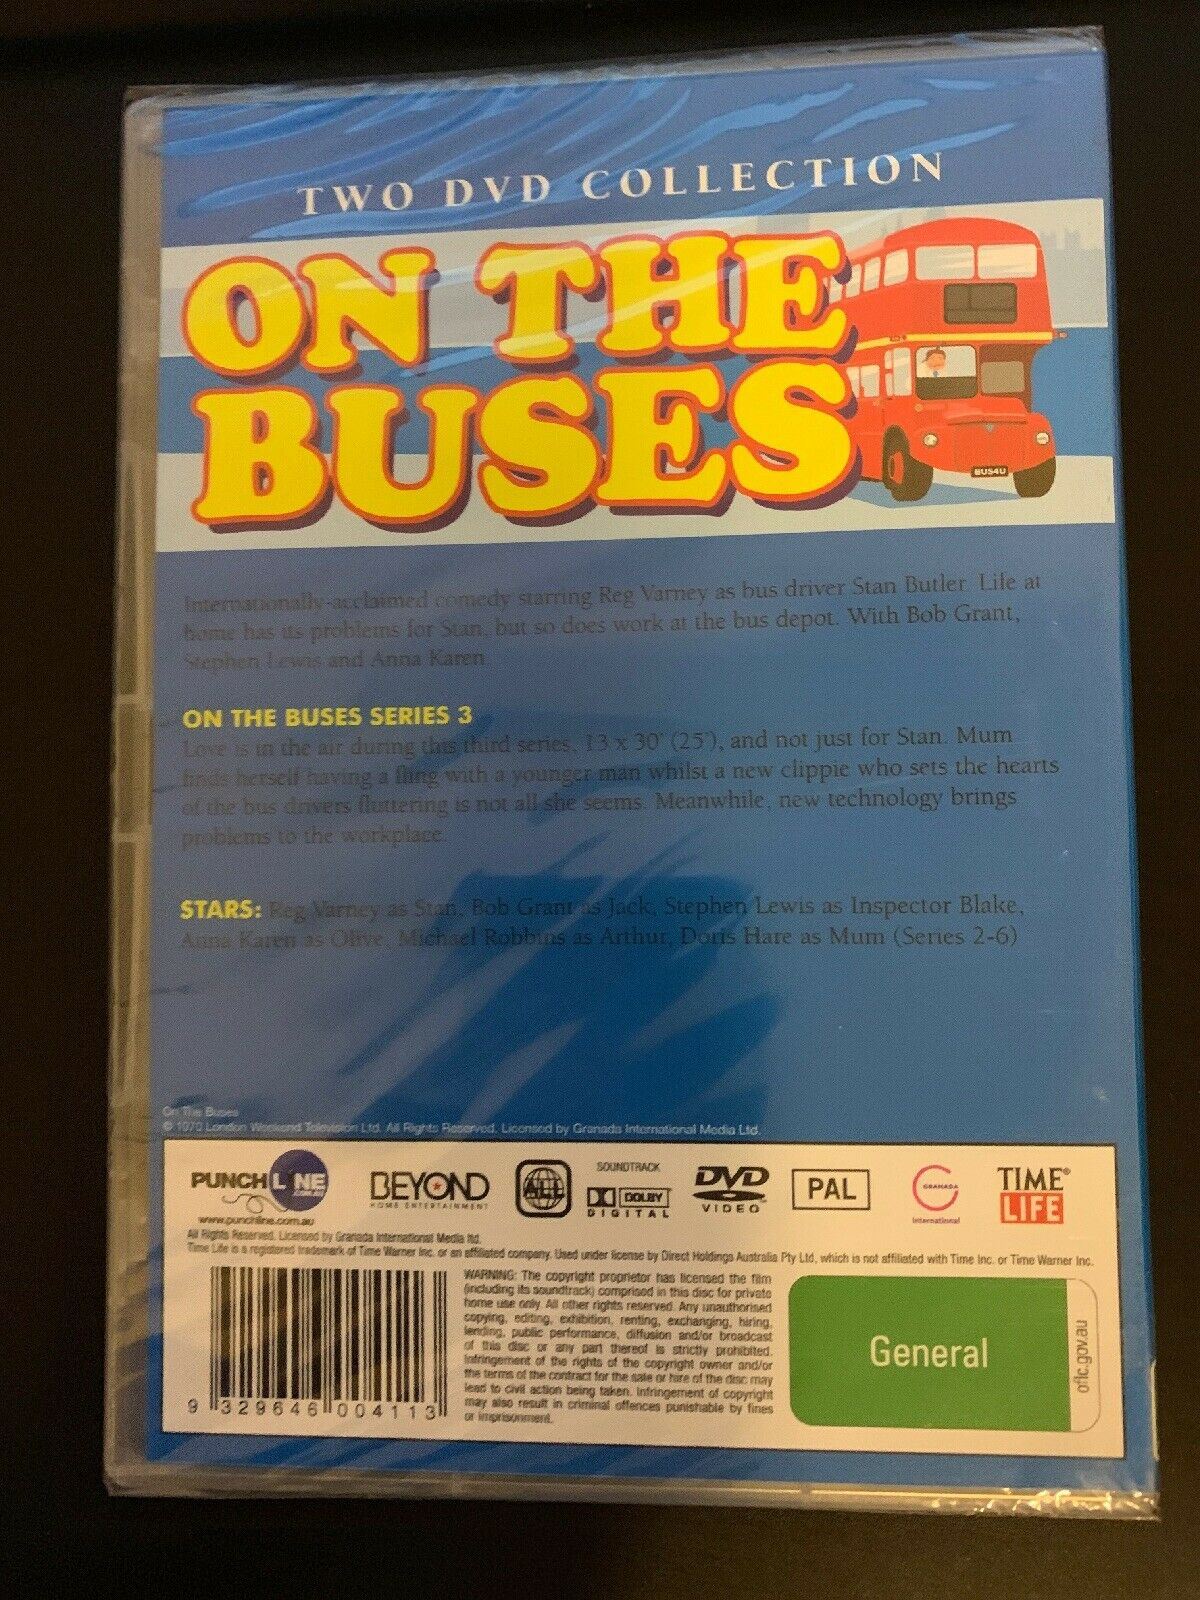 TWO DVD COLLECTION
ON THE
BUSES
BUS4U
Internationally-acclaimed comedy starring Reg Varney as bus driver Stan Butler. Life at
home has its problems for Stan, but so does work at the bus depot. With Bob Grant,
Stephen Lewis and Anna Karen.
ON THE BUSES SERIES 3
Love is in the air during this third series, 13 x 30' (25'), and not just for Stan. Mum
finds herself having a fling with a younger man whilst a new clippie who sets the hearts
of the bus drivers fluttering is not all she seems. Meanwhile, new technology brings
problems to the workplace.
STARS: Reg Varney as Stan, Bob Grant as Jack, Stephen Lewis as Inspector Blake,
Anna Karen as Olive, Michael Robbins as Arthur, Doris Hare as Mum (Series 2-6)
On The Buses
© 1970 London Weekend Television Ltd. All Rights Reserved. Licensed by Granada International Media Ltd.
PUNCHLINE
.com.au
www.punchline.com.au
BEYOND
HOME ENTERTAINMENT
ALL
SOUNDTRACK
DOLBY
DIGITAL
DVD
VIDEO
PAL
GRANADA
International
TIME
LIFE
All Rights Reserved. Licensed by Granada International Media ltd.
Time Life is a registered trademark of Time Warner Inc. or an affiliated company. Used under license by Direct Holdings Australia Pty Ltd, which is not affiliated with Time Inc. or Time Warner Inc.
WARNING: The copyright proprietor has licensed the film
(including its soundtrack) comprised in this disc for private
home use only. All other rights reserved. Any unauthorised
copying, editing, exhibition, renting, exchanging, hiring,
lending, public performance, diffusion and/or broadcast
of this disc or any part thereof is strictly prohibited.
Infringement of the rights of the copyright owner and/or
the terms of the contract for the sale or hire of the disc may
lead to civil action being taken. Infringement of copyright
may also result in criminal offences punishable by fines
or imprisonment.
9 329646 004113
General
oflc.gov.au